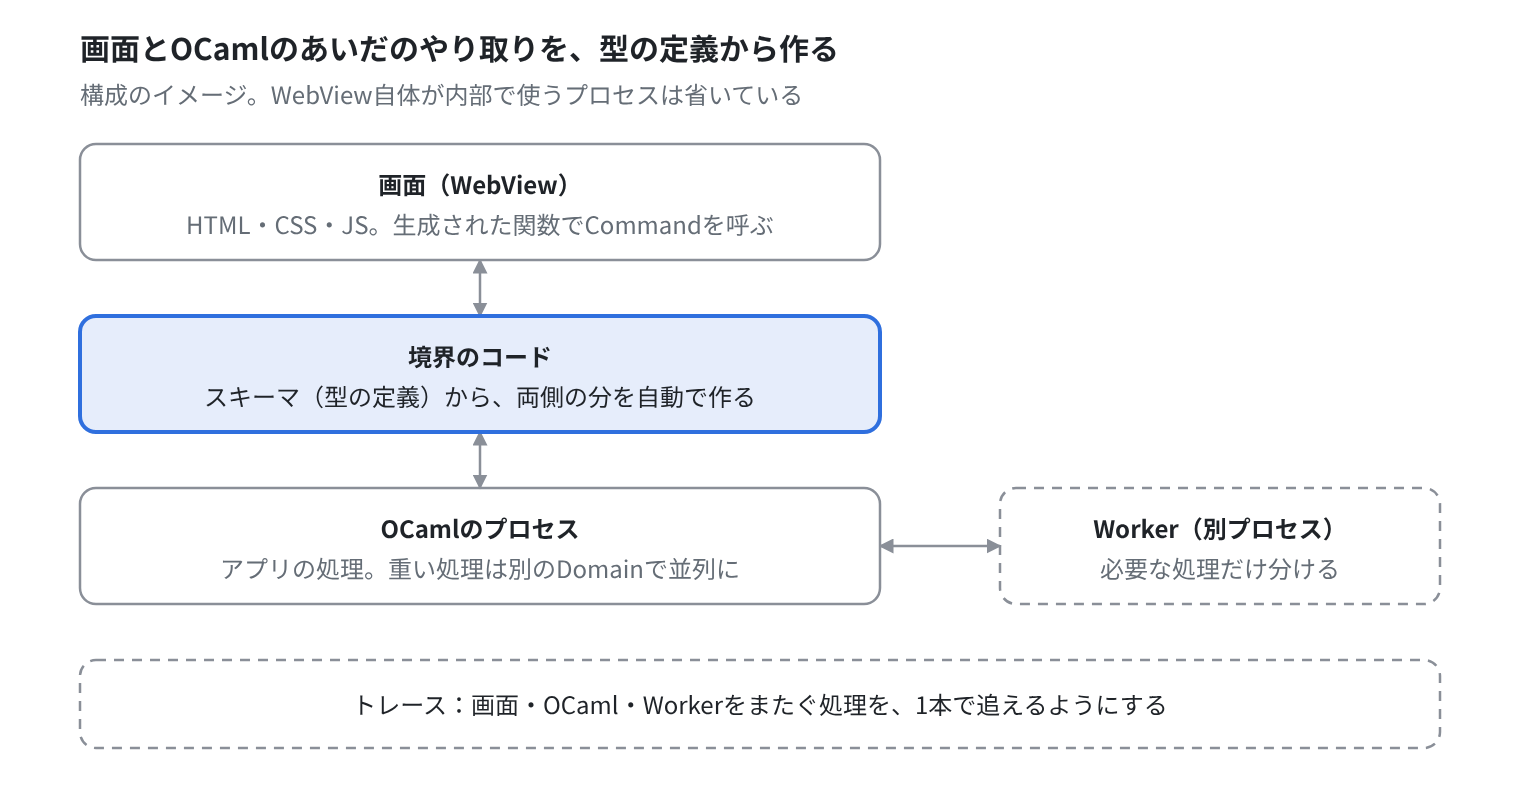 画面とOCamlのあいだのやり取りを、型の定義から作る
構成のイメージ。WebView自体が内部で使うプロセスは省いている
画面（WebView）
HTML・CSS・JS。生成された関数でCommandを呼ぶ
境界のコード
スキーマ（型の定義）から、両側の分を自動で作る
OCamlのプロセス
アプリの処理。重い処理は別のDomainで並列に
Worker（別プロセス）
必要な処理だけ分ける
トレース：画面・OCaml・Workerをまたぐ処理を、1本で追えるようにする